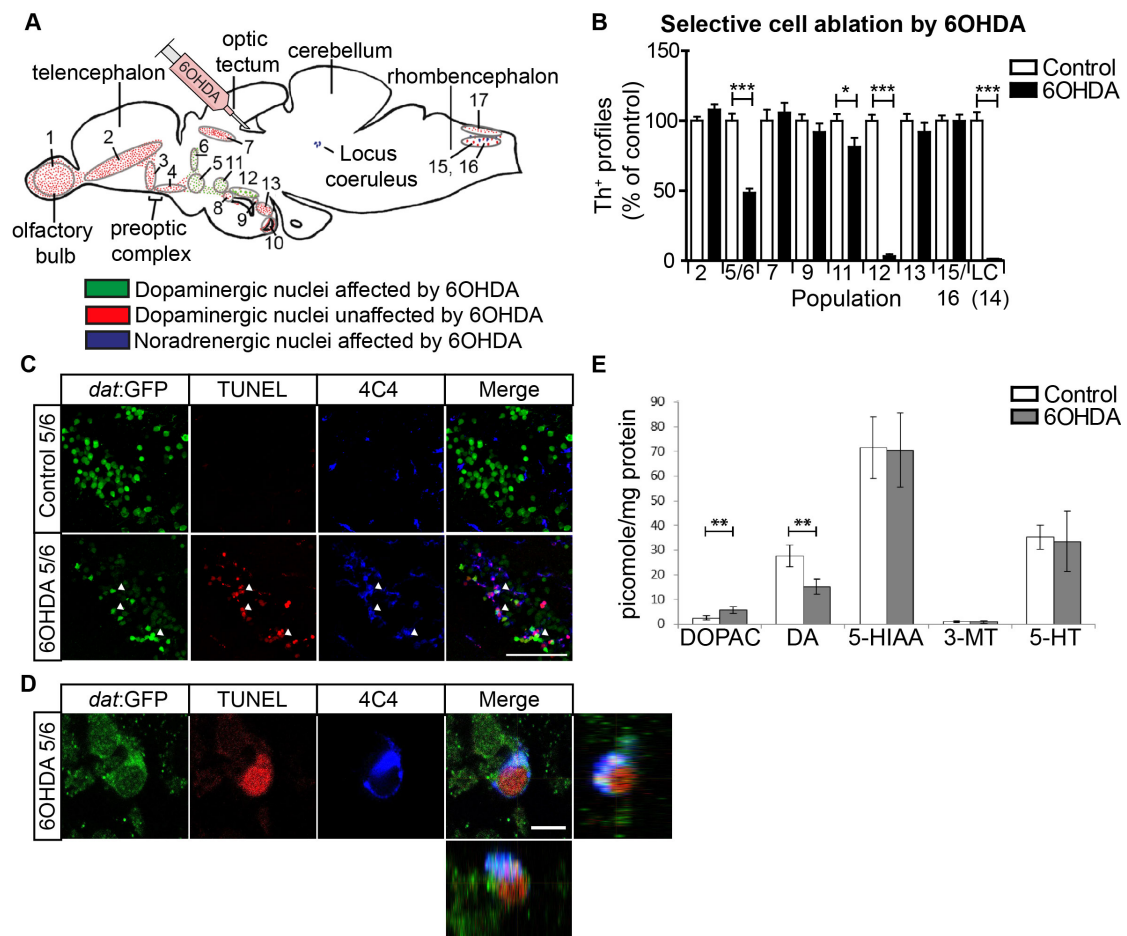 A
optic
tectum
cerebellum
telencephalon
6OHDA
rhombencephalon
1
2
3
4
5
6
7
8
9
10
11
12
13
15, 16
17
Locus
coeruleus
olfactory
bulb
preoptic
complex
Dopaminergic nuclei affected by 6OHDA
Dopaminergic nuclei unaffected by 6OHDA
Noradrenergic nuclei affected by 6OHDA
B
Selective cell ablation by 6OHDA
Control
6OHDA
Th⁺ profiles
(% of control)
150
100
50
0
*** * *** ***
2 5/6 7 9 11 12 13 15/ LC
16 (14)
Population
C
dat:GFP TUNEL 4C4 Merge
Control 5/6
6OHDA 5/6
D
dat:GFP TUNEL 4C4 Merge
6OHDA 5/6
E
Control
6OHDA
picomole/mg protein
90
80
70
60
50
40
30
20
10
0
** **
DOPAC DA 5-HIAA 3-MT 5-HT